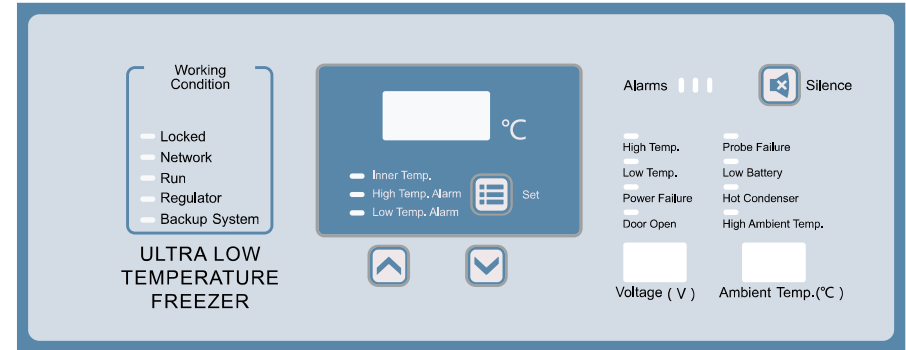 Working
Condition
Locked
Network
Run
Regulator
Backup System
ULTRA LOW
TEMPERATURE
FREEZER
℃
Inner Temp.
High Temp. Alarm
Low Temp. Alarm
Set
Alarms
Silence
High Temp.
Probe Failure
Low Temp.
Low Battery
Power Failure
Hot Condenser
Door Open
High Ambient Temp.
Voltage ( V )
Ambient Temp.(℃ )